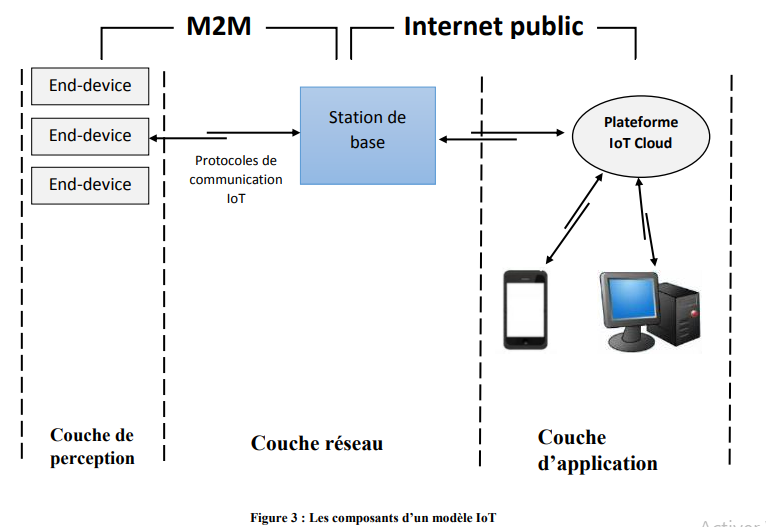 M2M
Internet public
End-device
End-device
End-device
Protocoles de
communication
IoT
Station de
base
Plateforme
IoT Cloud
Couche de
perception
Couche réseau
Couche
d’application
Figure 3 : Les composants d’un modèle IoT
Activer